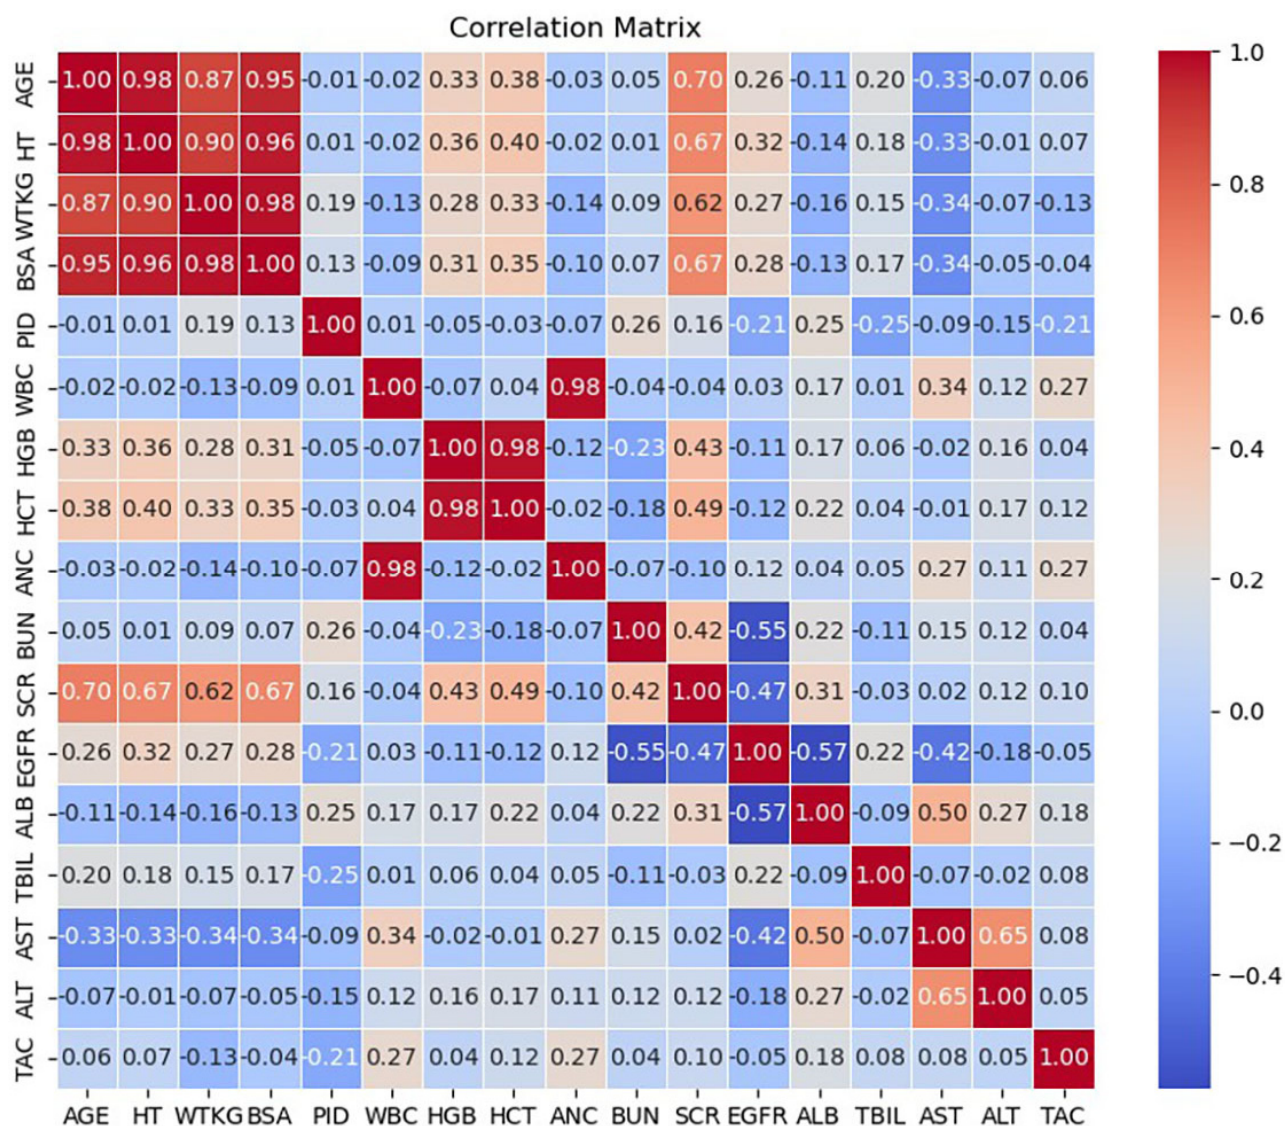 Correlation Matrix
AGE 1.00 0.98 0.87 0.95 -0.01 -0.02 0.33 0.38 -0.03 0.05 0.70 0.26 -0.11 0.20 -0.33 -0.07 0.06
HT 0.98 1.00 0.90 0.96 0.01 -0.02 0.36 0.40 -0.02 0.01 0.67 0.32 -0.14 0.18 -0.33 -0.01 0.07
WTKG 0.87 0.90 1.00 0.98 0.19 -0.13 0.28 0.33 -0.14 0.09 0.62 0.27 -0.16 0.15 -0.34 -0.07 -0.13
BSA 0.95 0.96 0.98 1.00 0.13 -0.09 0.31 0.35 -0.10 0.07 0.67 0.28 -0.13 0.17 -0.34 -0.05 -0.04
PID -0.01 0.01 0.19 0.13 1.00 0.01 -0.05 -0.03 -0.07 0.26 0.16 -0.21 0.25 -0.25 -0.09 -0.15 -0.21
WBC -0.02 -0.02 -0.13 -0.09 0.01 1.00 -0.07 0.04 0.98 -0.04 -0.04 0.03 0.17 0.01 0.34 0.12 0.27
HGB 0.33 0.36 0.28 0.31 -0.05 -0.07 1.00 0.98 -0.12 -0.23 0.43 -0.11 0.17 0.06 -0.02 0.16 0.04
HCT 0.38 0.40 0.33 0.35 -0.03 0.04 0.98 1.00 -0.02 -0.18 0.49 -0.12 0.22 0.04 -0.01 0.17 0.12
ANC -0.03 -0.02 -0.14 -0.10 -0.07 0.98 -0.12 -0.02 1.00 -0.07 -0.10 0.12 0.04 0.05 0.27 0.11 0.27
BUN 0.05 0.01 0.09 0.07 0.26 -0.04 -0.23 -0.18 -0.07 1.00 0.42 -0.55 0.22 -0.11 0.15 0.12 0.04
SCR 0.70 0.67 0.62 0.67 0.16 -0.04 0.43 0.49 -0.10 0.42 1.00 -0.47 0.31 -0.03 0.02 0.12 0.10
EGFR 0.26 0.32 0.27 0.28 -0.21 0.03 -0.11 -0.12 0.12 -0.55 -0.47 1.00 -0.57 0.22 -0.42 -0.18 -0.05
ALB -0.11 -0.14 -0.16 -0.13 0.25 0.17 0.17 0.22 0.04 0.22 0.31 -0.57 1.00 -0.09 0.50 0.27 0.18
TBIL 0.20 0.18 0.15 0.17 -0.25 0.01 0.06 0.04 0.05 -0.11 -0.03 0.22 -0.09 1.00 -0.07 -0.02 0.08
AST -0.33 -0.33 -0.34 -0.34 -0.09 0.34 -0.02 -0.01 0.27 0.15 0.02 -0.42 0.50 -0.07 1.00 0.65 0.08
ALT -0.07 -0.01 -0.07 -0.05 -0.15 0.12 0.16 0.17 0.11 0.12 0.12 -0.18 0.27 -0.02 0.65 1.00 0.05
TAC 0.06 0.07 -0.13 -0.04 -0.21 0.27 0.04 0.12 0.27 0.04 0.10 -0.05 0.18 0.08 0.08 0.05 1.00
AGE HT WTKG BSA PID WBC HGB HCT ANC BUN SCR EGFR ALB TBIL AST ALT TAC
1.0
0.8
0.6
0.4
0.2
0.0
−0.2
−0.4